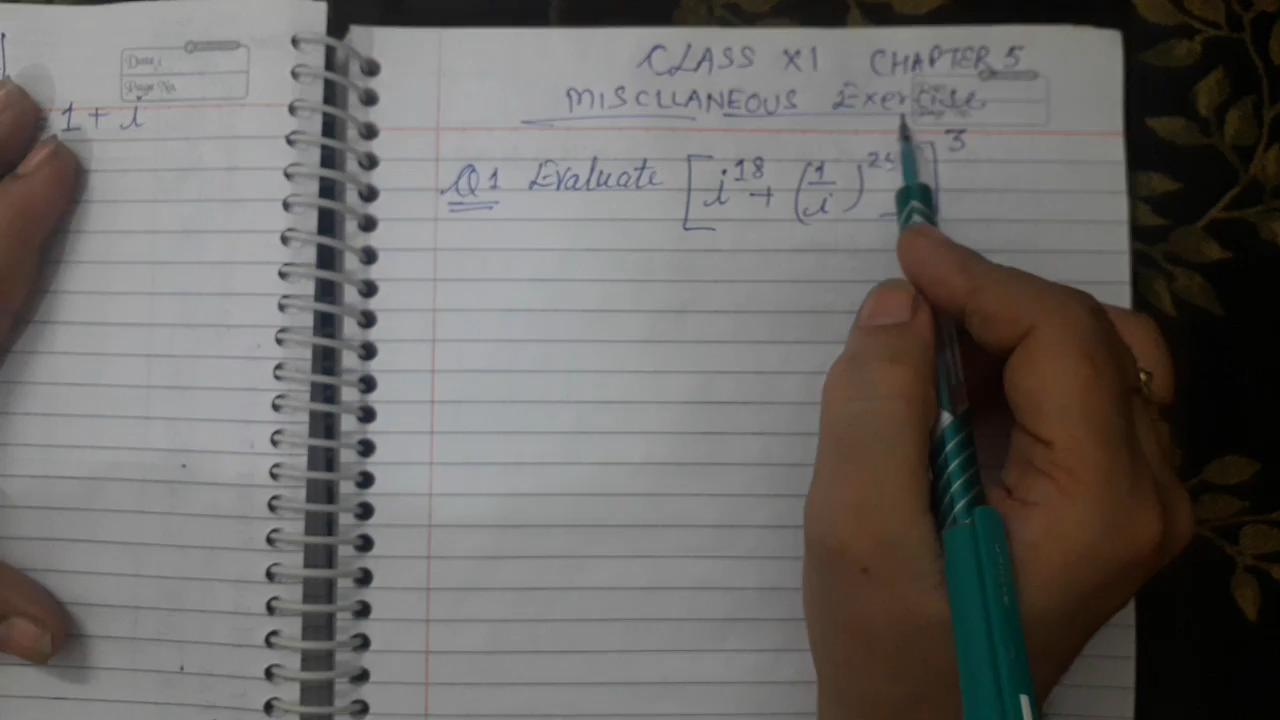 Date:
Page No.
1 + i
CLASS XI CHAPTER 5
MISCLLANEOUS Exercise
Q1 Evaluate [i^18 + (1/i)^25]^3